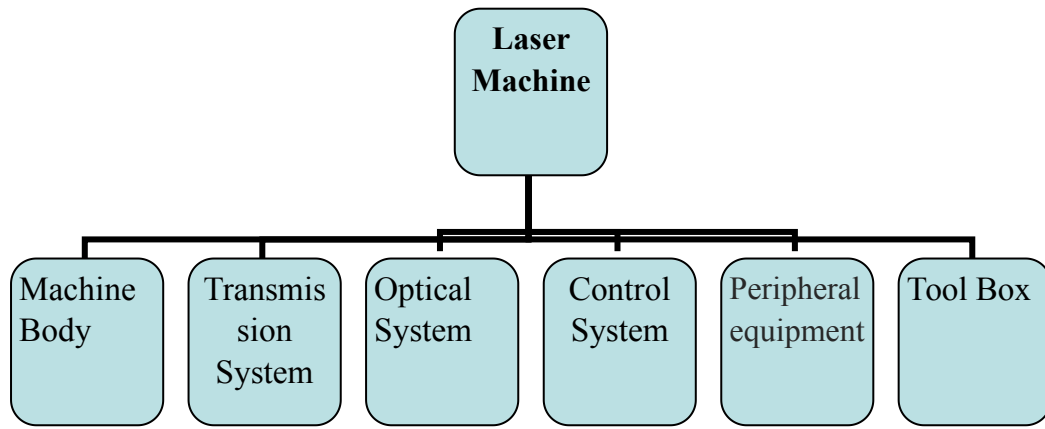 Laser
Machine
Machine
Body
Transmis
sion
System
Optical
System
Control
System
Peripheral
equipment
Tool Box